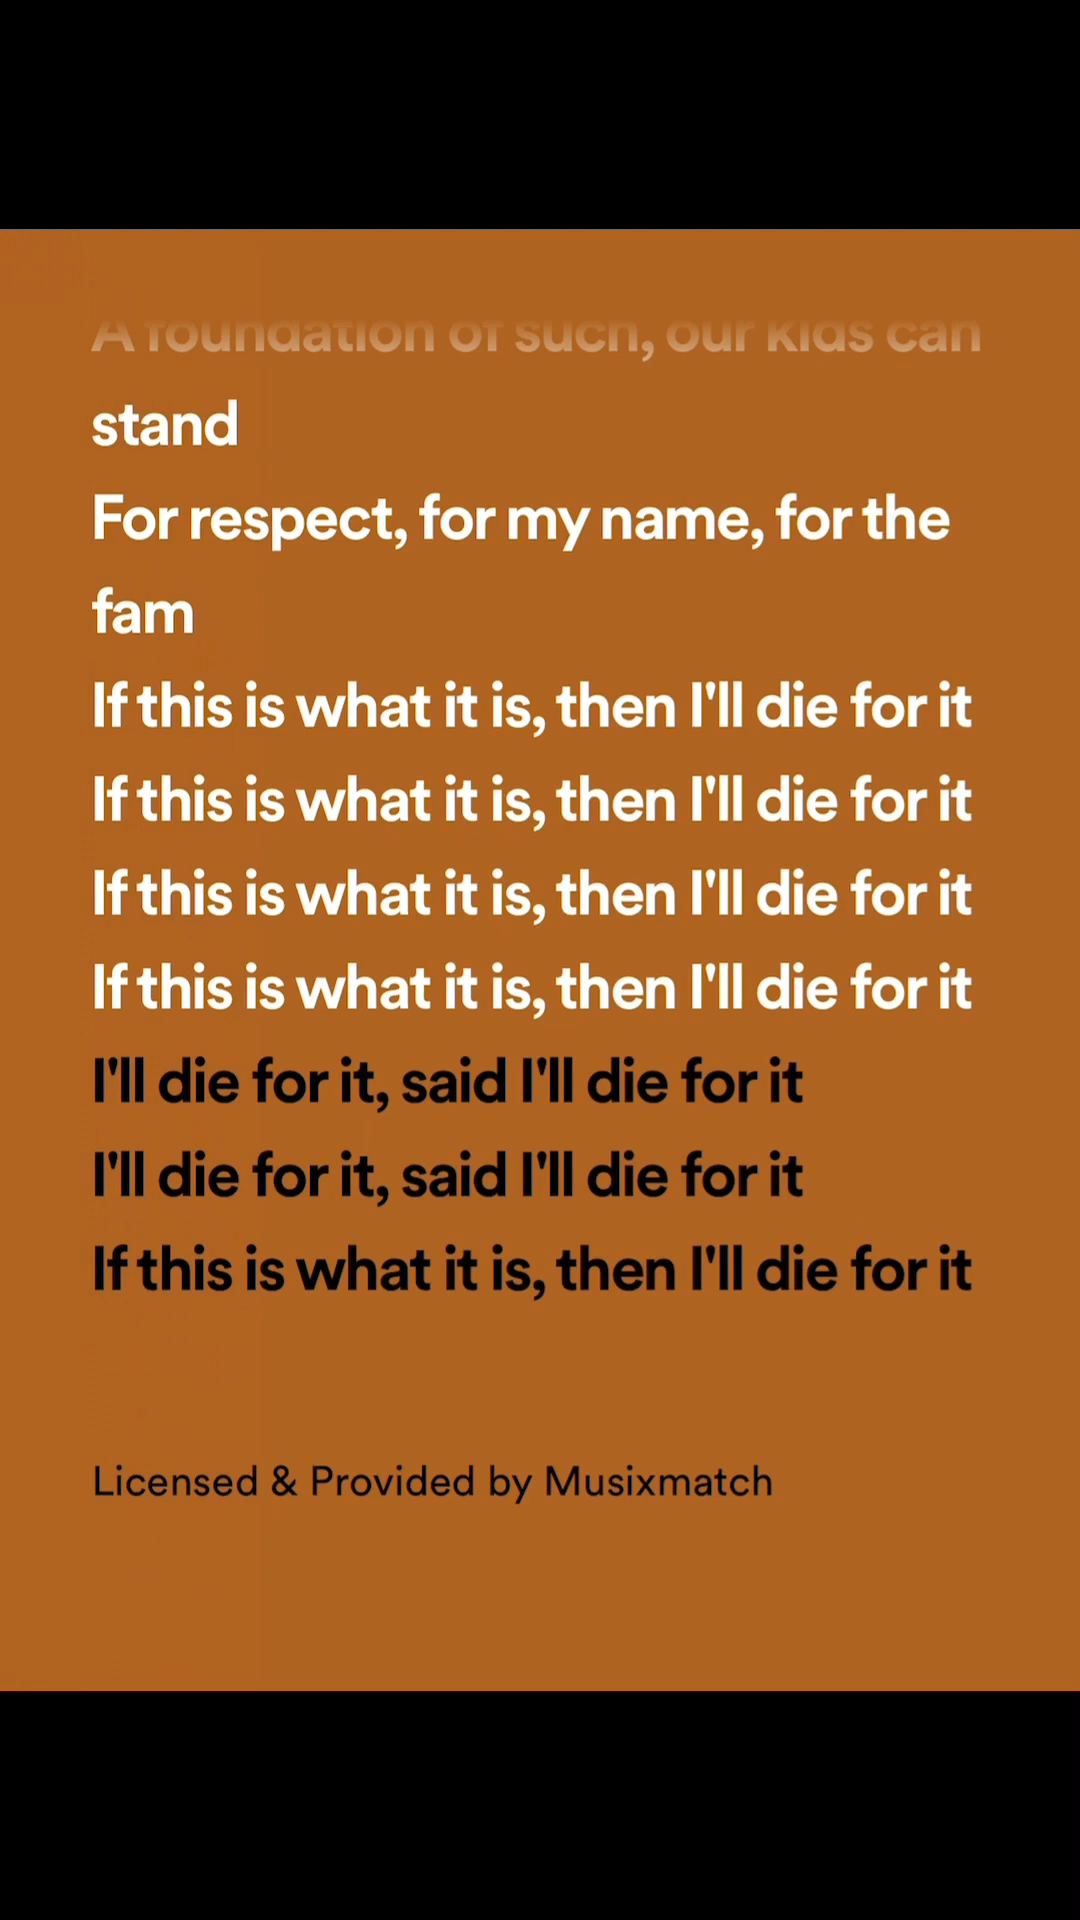 A foundation of such, our kids can
stand
For respect, for my name, for the
fam
If this is what it is, then I'll die for it
If this is what it is, then I'll die for it
If this is what it is, then I'll die for it
If this is what it is, then I'll die for it
I'll die for it, said I'll die for it
I'll die for it, said I'll die for it
If this is what it is, then I'll die for it
Licensed & Provided by Musixmatch